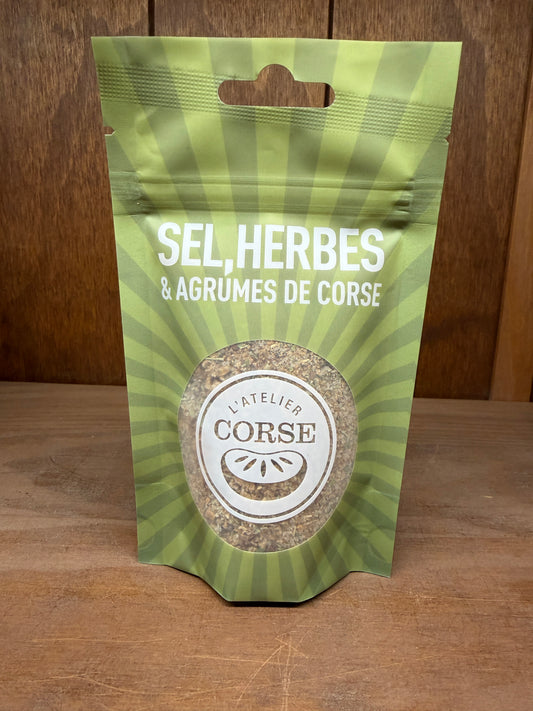 SEL, HERBES
& AGRUMES DE CORSE
L'ATELIER
CORSE